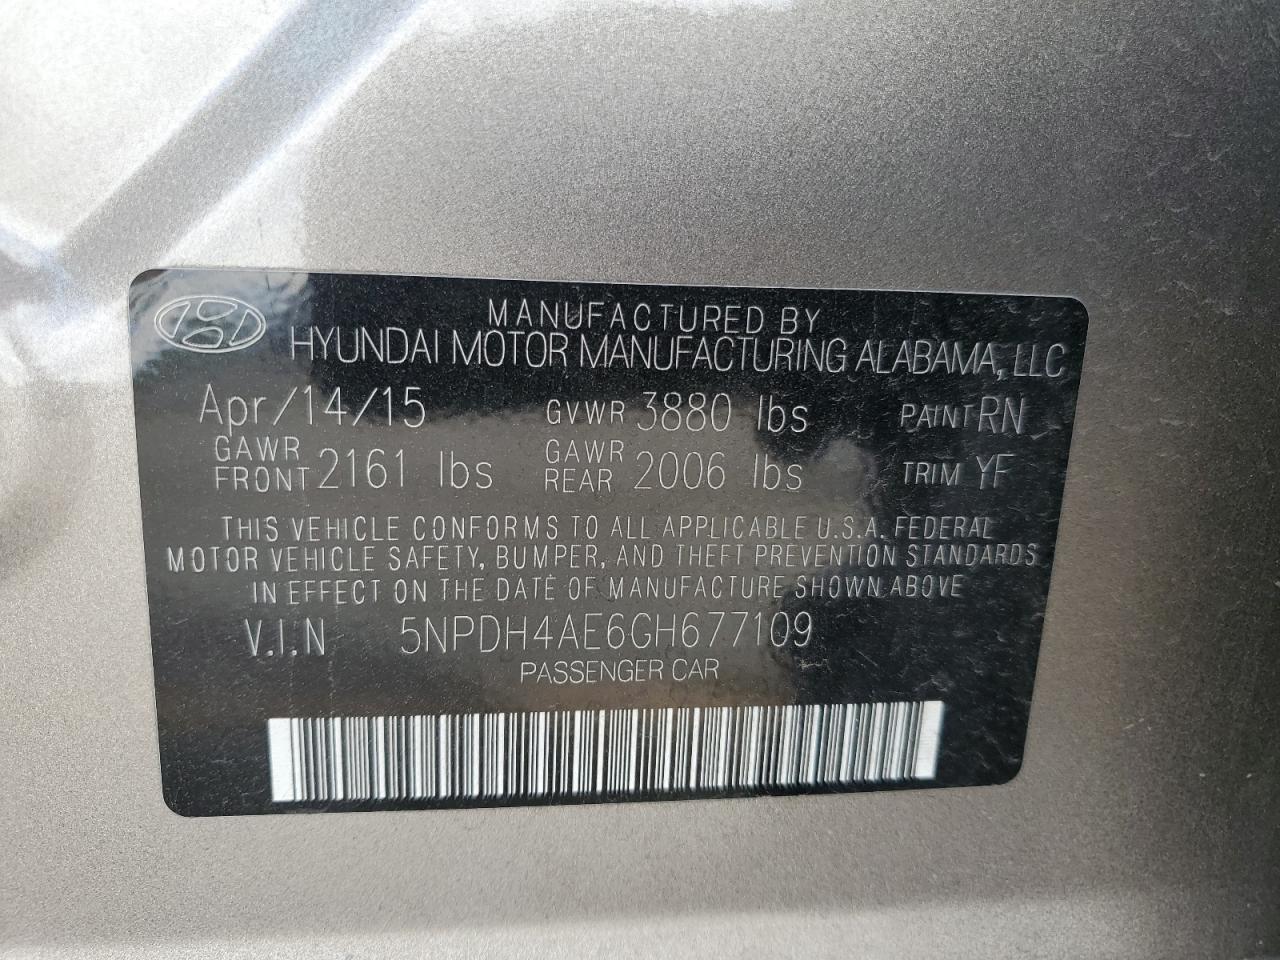 MANUFACTURED BY
HYUNDAI MOTOR MANUFACTURING ALABAMA, LLC
Apr/14/15 GVWR 3880 lbs PAINT RN
GAWR FRONT 2161 lbs GAWR REAR 2006 lbs TRIM YF
THIS VEHICLE CONFORMS TO ALL APPLICABLE U.S.A. FEDERAL
MOTOR VEHICLE SAFETY, BUMPER, AND THEFT PREVENTION STANDARDS
IN EFFECT ON THE DATE OF MANUFACTURE SHOWN ABOVE
V.I.N 5NPDH4AE6GH677109
PASSENGER CAR